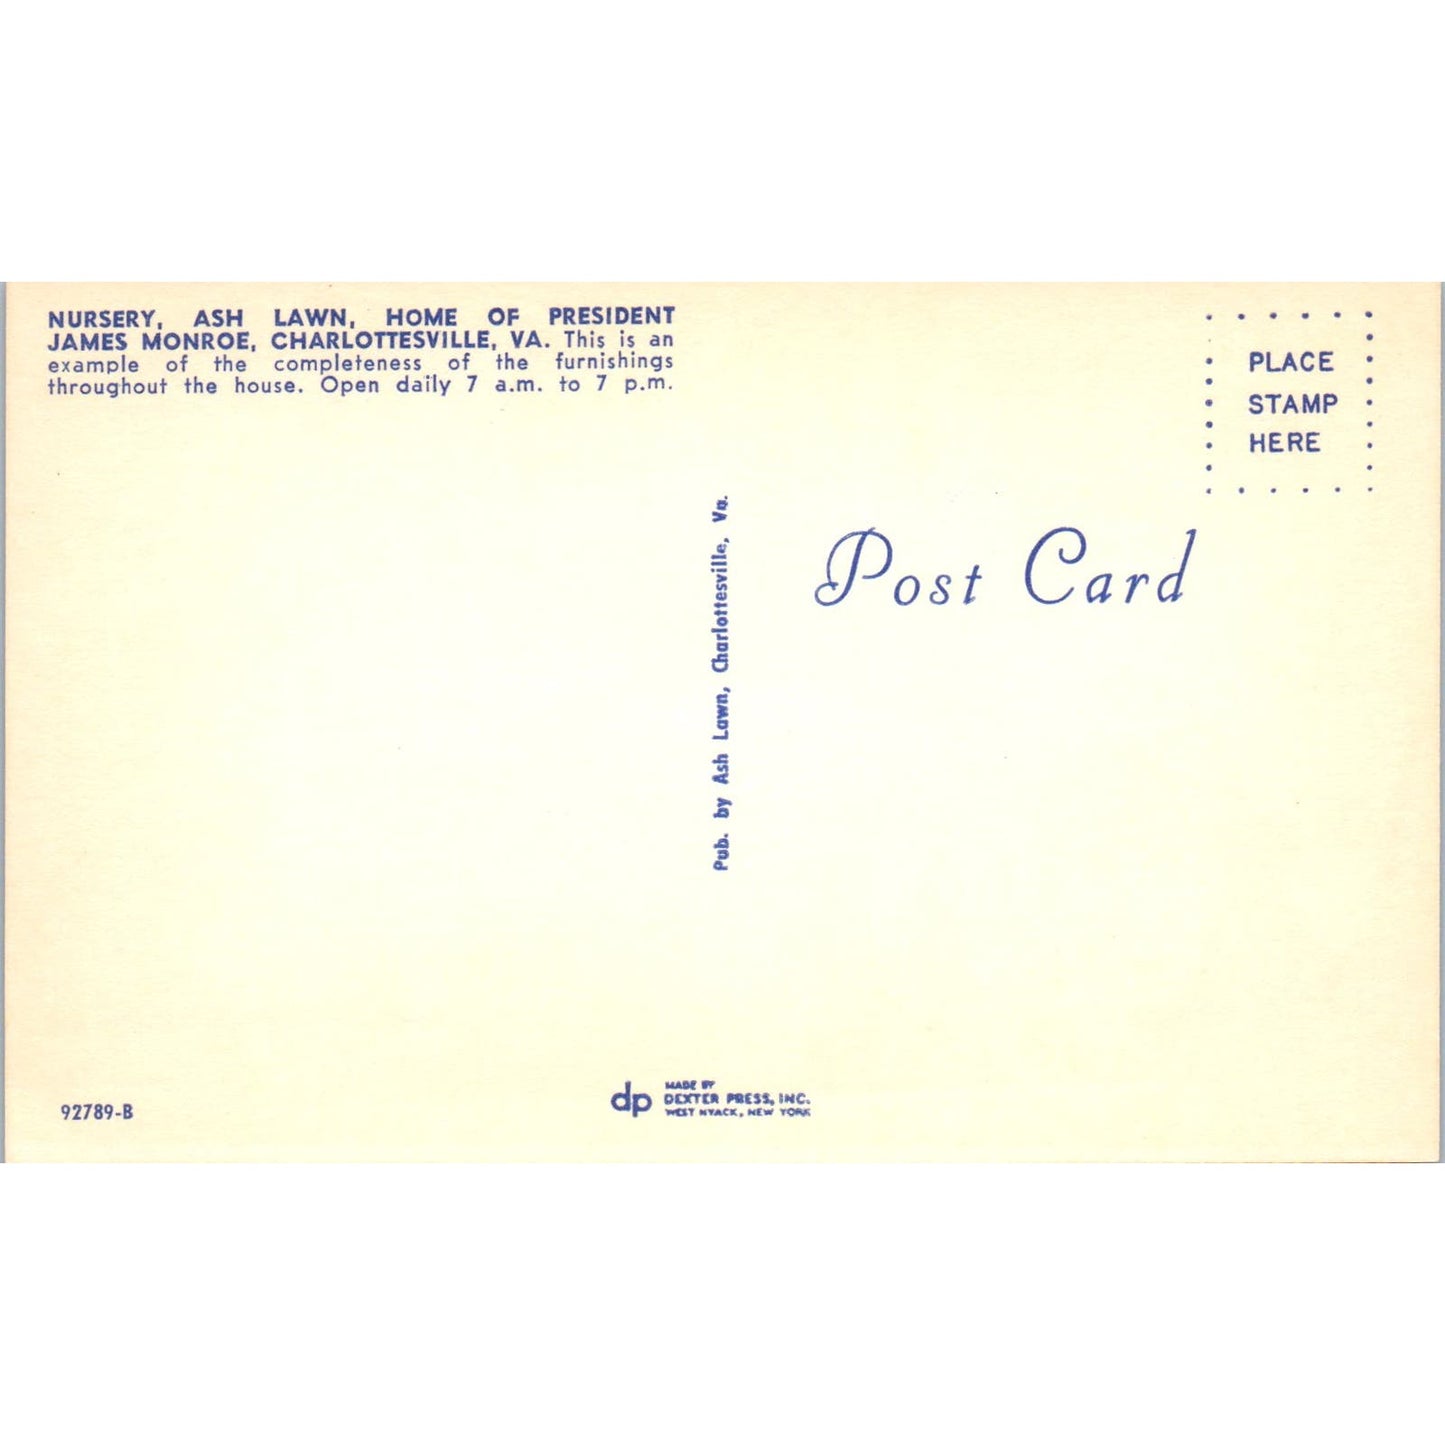 NURSERY, ASH LAWN, HOME OF PRESIDENT
JAMES MONROE, CHARLOTTESVILLE, VA. This is an
example of the completeness of the furnishings
throughout the house. Open daily 7 a.m. to 7 p.m.
PLACE
STAMP
HERE
Pub. by Ash Lawn, Charlottesville, Va.
Post Card
92789-B
dp
MADE BY
DEXTER PRESS, INC.
WEST NYACK, NEW YORK